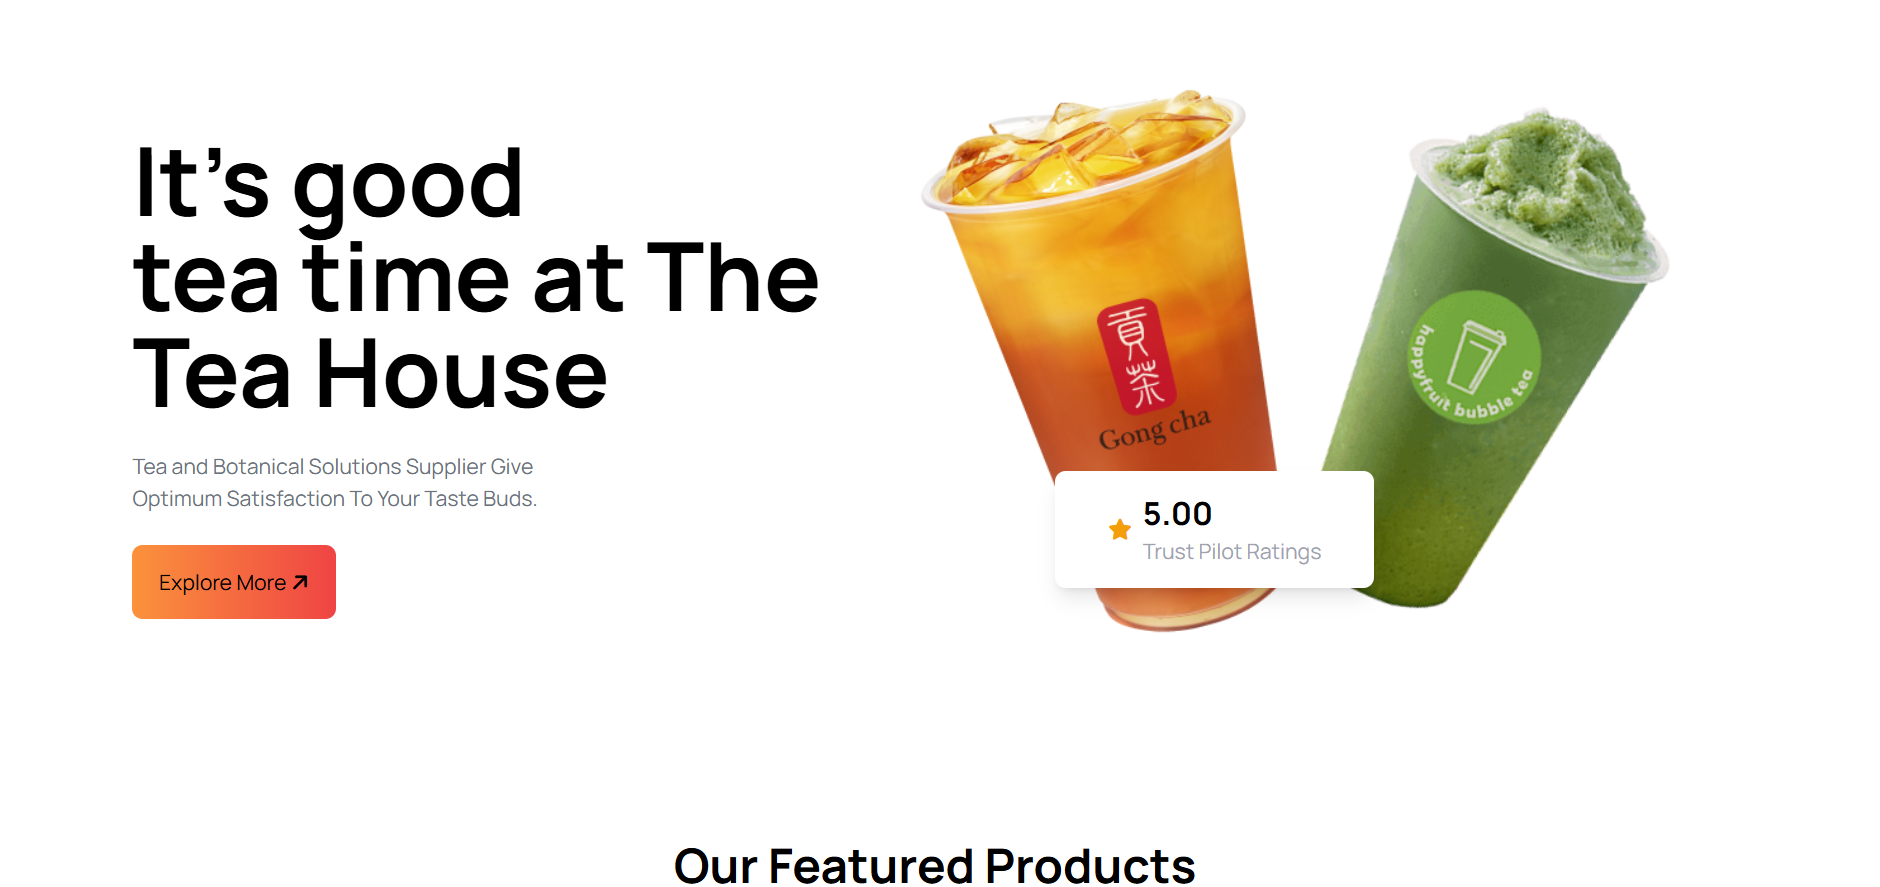 It’s good
tea time at The
Tea House
Tea and Botanical Solutions Supplier Give
Optimum Satisfaction To Your Taste Buds.
Explore More
貢茶
Gong cha
happyfruit bubble tea
5.00
Trust Pilot Ratings
Our Featured Products